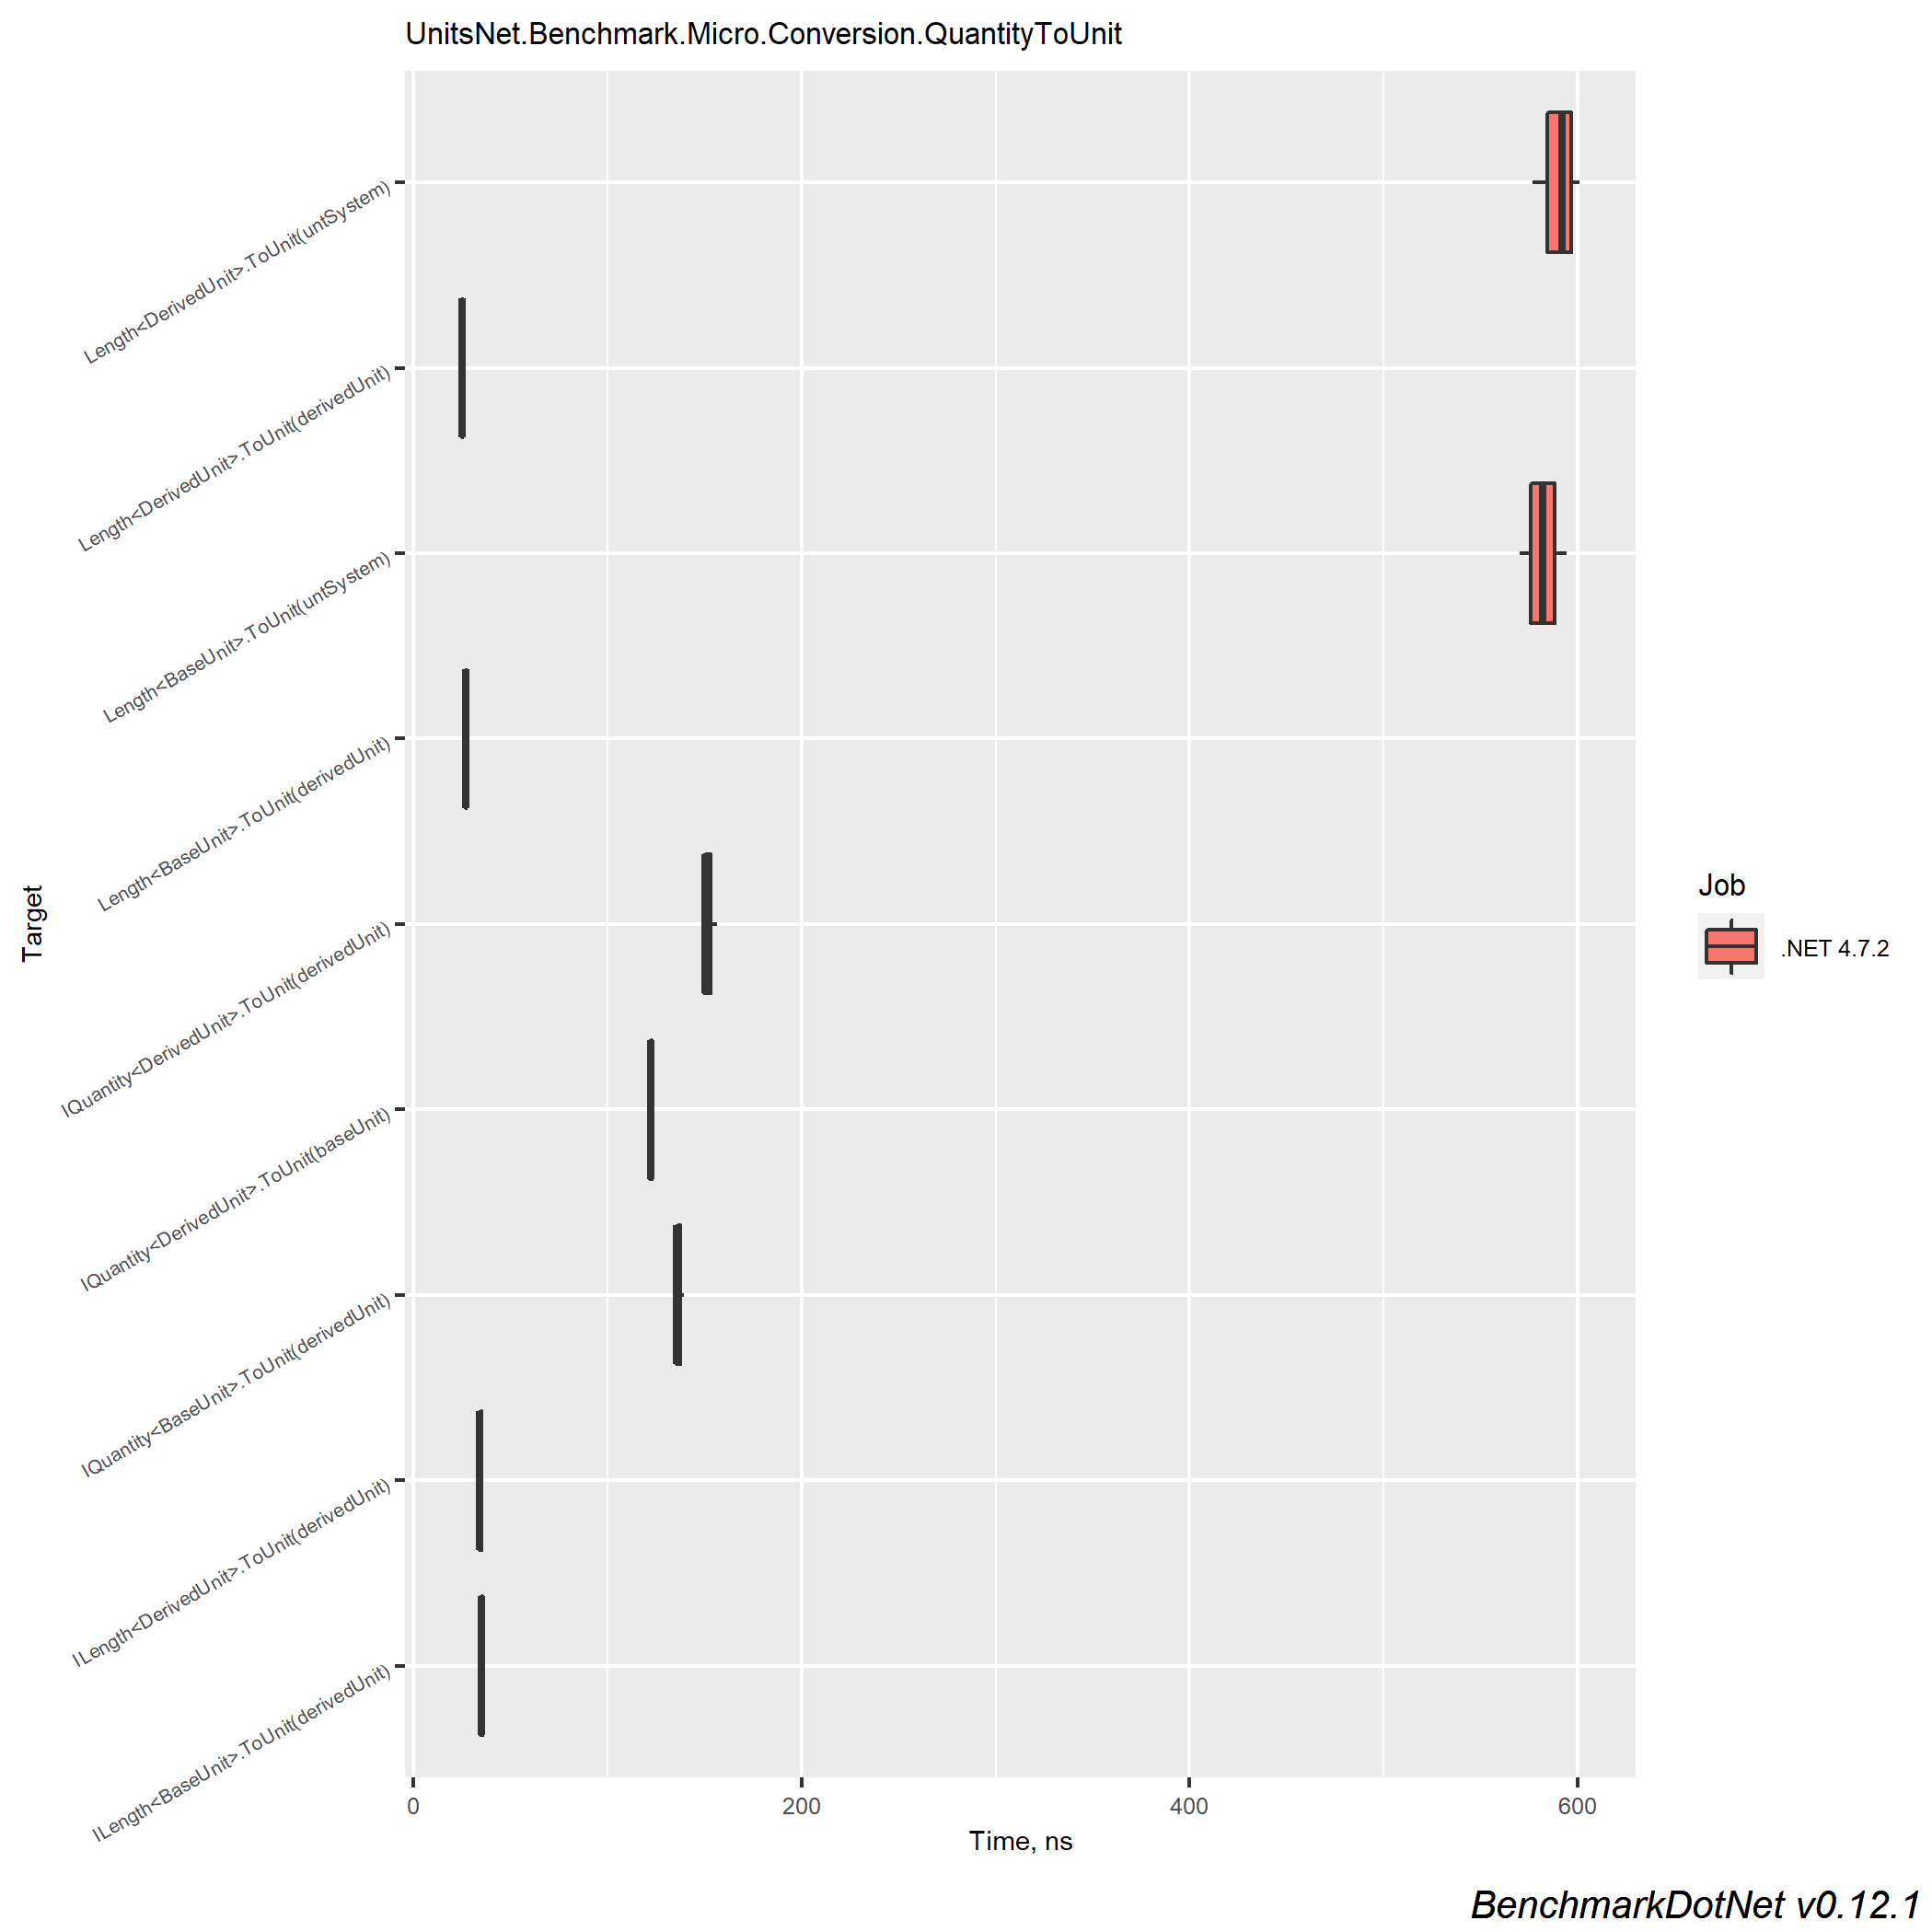 UnitsNet.Benchmark.Micro.Conversion.QuantityToUnit
Length<DerivedUnit>.ToUnit(untSystem)
Length<DerivedUnit>.ToUnit(derivedUnit)
Length<BaseUnit>.ToUnit(untSystem)
Length<BaseUnit>.ToUnit(derivedUnit)
IQuantity<DerivedUnit>.ToUnit(derivedUnit)
IQuantity<DerivedUnit>.ToUnit(baseUnit)
IQuantity<BaseUnit>.ToUnit(derivedUnit)
ILength<DerivedUnit>.ToUnit(derivedUnit)
ILength<BaseUnit>.ToUnit(derivedUnit)
Target
0 200 400 600
Time, ns
Job
.NET 4.7.2
BenchmarkDotNet v0.12.1